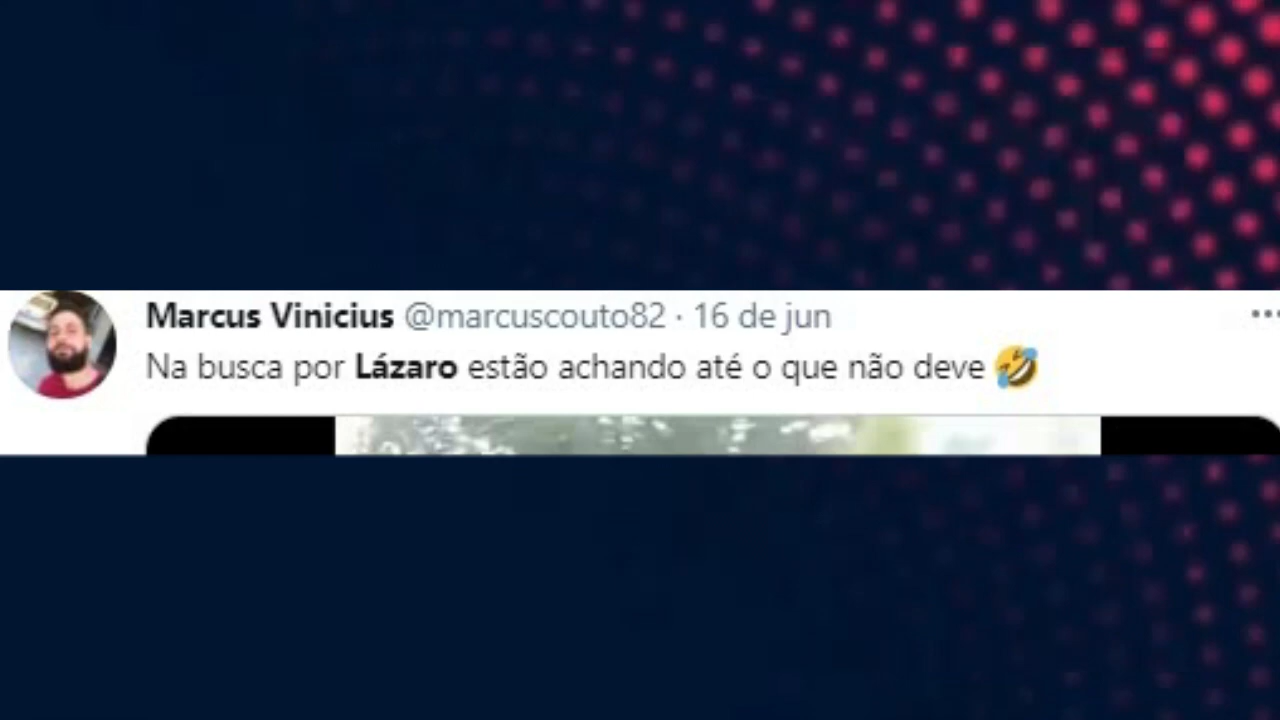 Marcus Vinicius @marcuscouto82 · 16 de jun
Na busca por Lázaro estão achando até o que não deve 🤣